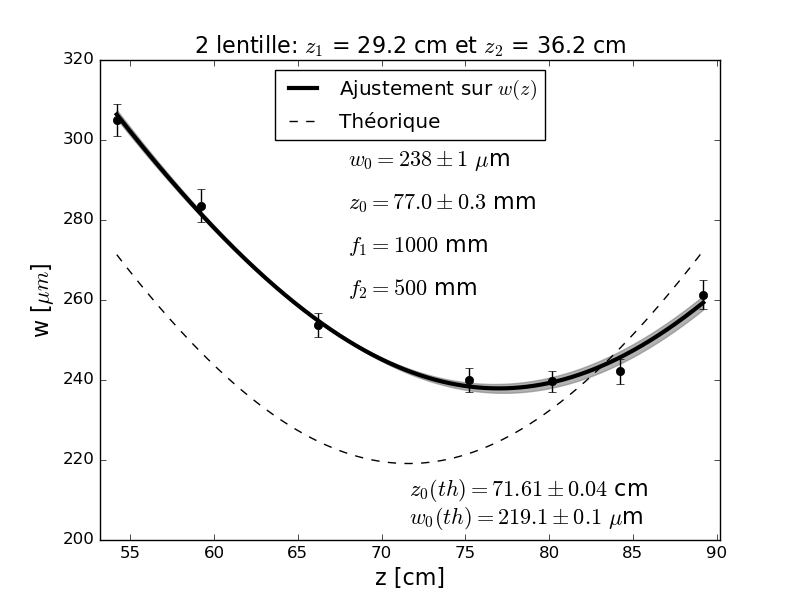 2 lentille: z₁ = 29.2 cm et z₂ = 36.2 cm
Ajustement sur w(z)
Théorique
w₀ = 238 ± 1 μm
z₀ = 77.0 ± 0.3 mm
f₁ = 1000 mm
f₂ = 500 mm
z₀(th) = 71.61 ± 0.04 cm
w₀(th) = 219.1 ± 0.1 μm
w [μm]
320
300
280
260
240
220
200
55 60 65 70 75 80 85 90
z [cm]